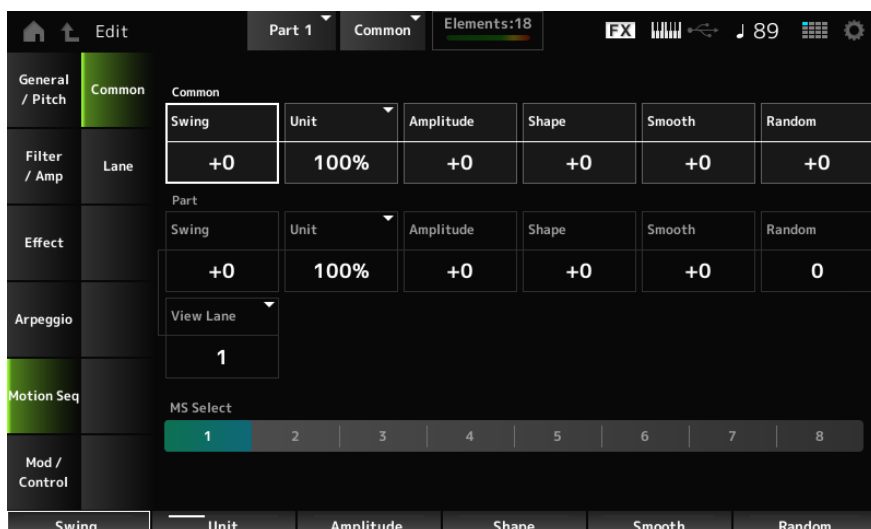 Edit
Part 1
Common
Elements:18
FX
♩ 89
General
/ Pitch
Common
Filter
/ Amp
Lane
Effect
Arpeggio
Motion Seq
Mod /
Control
Common
Swing Unit Amplitude Shape Smooth Random
+0 100% +0 +0 +0 +0
Part
Swing Unit Amplitude Shape Smooth Random
+0 100% +0 +0 +0 0
View Lane
1
MS Select
1 2 3 4 5 6 7 8
Swing Unit Amplitude Shape Smooth Random